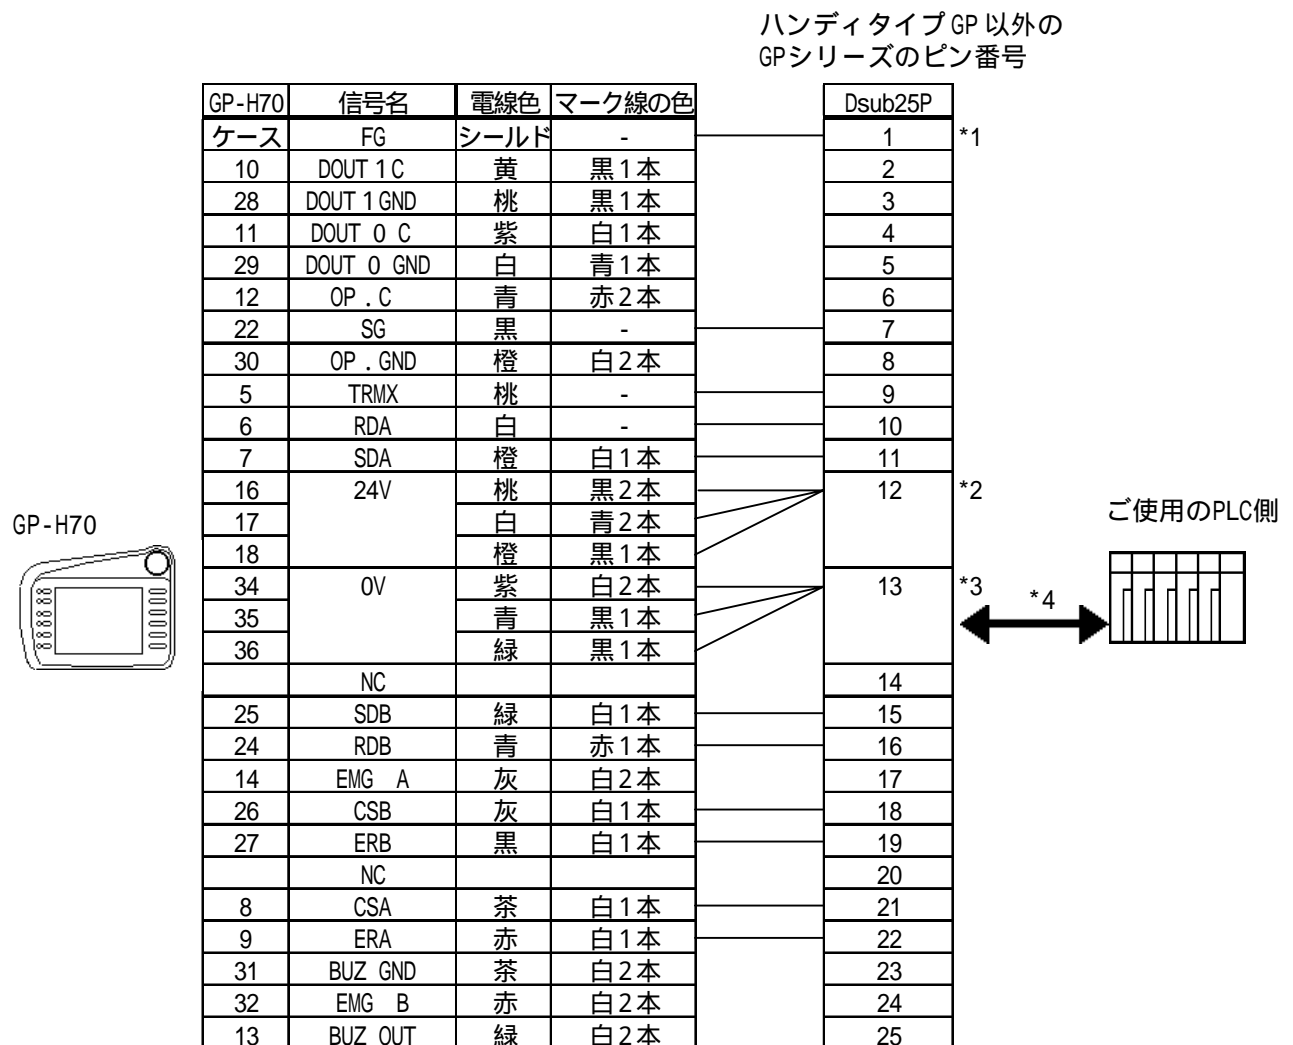 ハンディタイプGP以外の
GPシリーズのピン番号
GP-H70 信号名 電線色 マーク線の色 Dsub25P
ケース FG シールド - 1 *1
10 DOUT 1C 黄 黒1本 2
28 DOUT 1GND 桃 黒1本 3
11 DOUT 0 C 紫 白1本 4
29 DOUT 0 GND 白 青1本 5
12 OP.C 青 赤2本 6
22 SG 黒 - 7
30 OP.GND 橙 白2本 8
5 TRMX 桃 - 9
6 RDA 白 - 10
7 SDA 橙 白1本 11
16 24V 桃 黒2本 12 *2
17 白 青2本
18 橙 黒1本
34 0V 紫 白2本 13 *3
35 青 黒1本
36 緑 黒1本
NC 14
25 SDB 緑 白1本 15
24 RDB 青 赤1本 16
14 EMG A 灰 白2本 17
26 CSB 灰 白1本 18
27 ERB 黒 白1本 19
NC 20
8 CSA 茶 白1本 21
9 ERA 赤 白1本 22
31 BUZ GND 茶 白2本 23
32 EMG B 赤 白2本 24
13 BUZ OUT 緑 白2本 25
GP-H70
*4
ご使用のPLC側